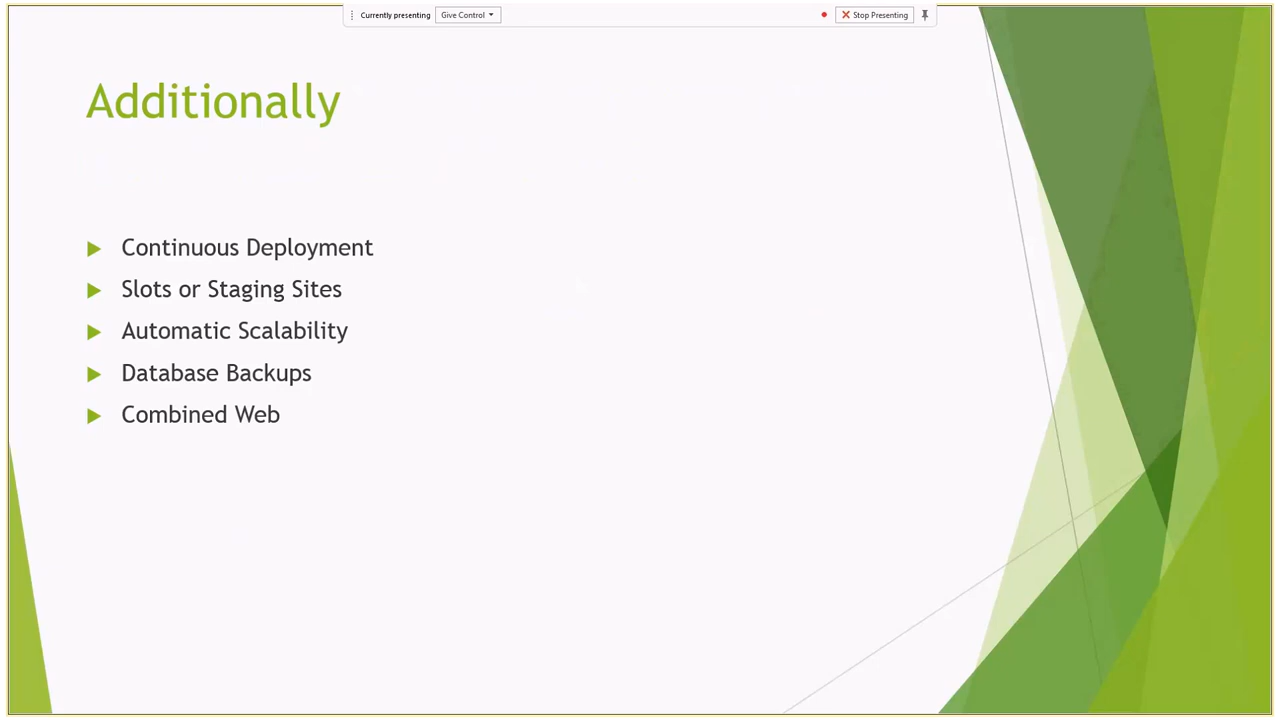 Currently presenting Give Control Stop Presenting
Additionally
Continuous Deployment
Slots or Staging Sites
Automatic Scalability
Database Backups
Combined Web